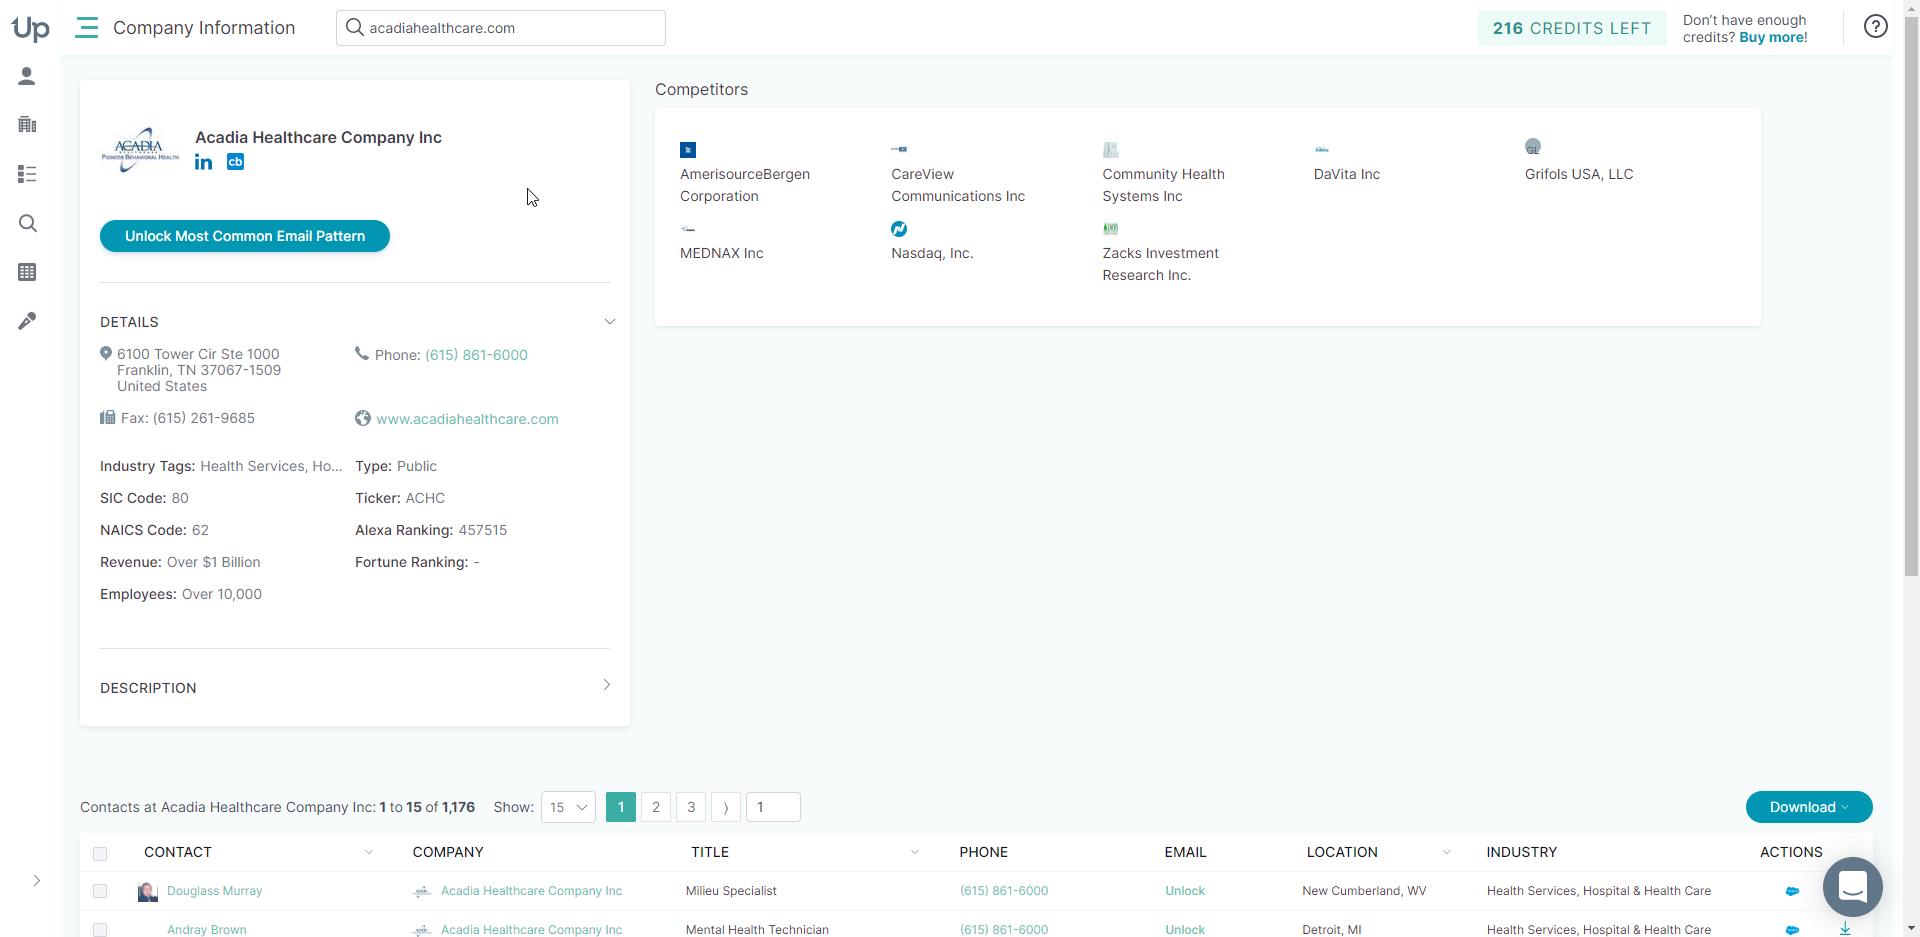 Up
Company Information
acadiahealthcare.com
216 CREDITS LEFT
Don't have enough
credits? Buy more!
?
ACADIA
PIONEER BEHAVIORAL HEALTH
Acadia Healthcare Company Inc
in
cb
Unlock Most Common Email Pattern
DETAILS
6100 Tower Cir Ste 1000
Franklin, TN 37067-1509
United States
Phone: (615) 861-6000
Fax: (615) 261-9685
www.acadiahealthcare.com
Industry Tags: Health Services, Ho...
Type: Public
SIC Code: 80
Ticker: ACHC
NAICS Code: 62
Alexa Ranking: 457515
Revenue: Over $1 Billion
Fortune Ranking: -
Employees: Over 10,000
DESCRIPTION
Competitors
AmerisourceBergen
Corporation
CareView
Communications Inc
Community Health
Systems Inc
DaVita Inc
GL
Grifols USA, LLC
MEDNAX Inc
Nasdaq, Inc.
Zacks Investment
Research Inc.
Contacts at Acadia Healthcare Company Inc: 1 to 15 of 1,176
Show: 15
1 2 3 ⟩ 1
Download
CONTACT COMPANY TITLE PHONE EMAIL LOCATION INDUSTRY ACTIONS
Douglass Murray Acadia Healthcare Company Inc Milieu Specialist (615) 861-6000 Unlock New Cumberland, WV Health Services, Hospital & Health Care
Andray Brown Acadia Healthcare Company Inc Mental Health Technician (615) 861-6000 Unlock Detroit, MI Health Services, Hospital & Health Care